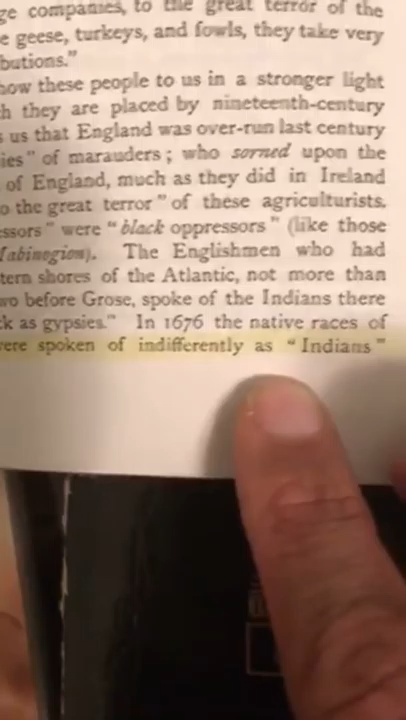 ge companies, to the great terror of the
e geese, turkeys, and fowls, they take very
butions."
how these people to us in a stronger light
h they are placed by nineteenth-century
s us that England was over-run last century
ies" of marauders; who sorned upon the
of England, much as they did in Ireland
o the great terror" of these agriculturists.
ssors" were "black oppressors" (like those
Mabinogion). The Englishmen who had
tern shores of the Atlantic, not more than
wo before Grose, spoke of the Indians there
ck as gypsies." In 1676 the native races of
were spoken of indifferently as "Indians"